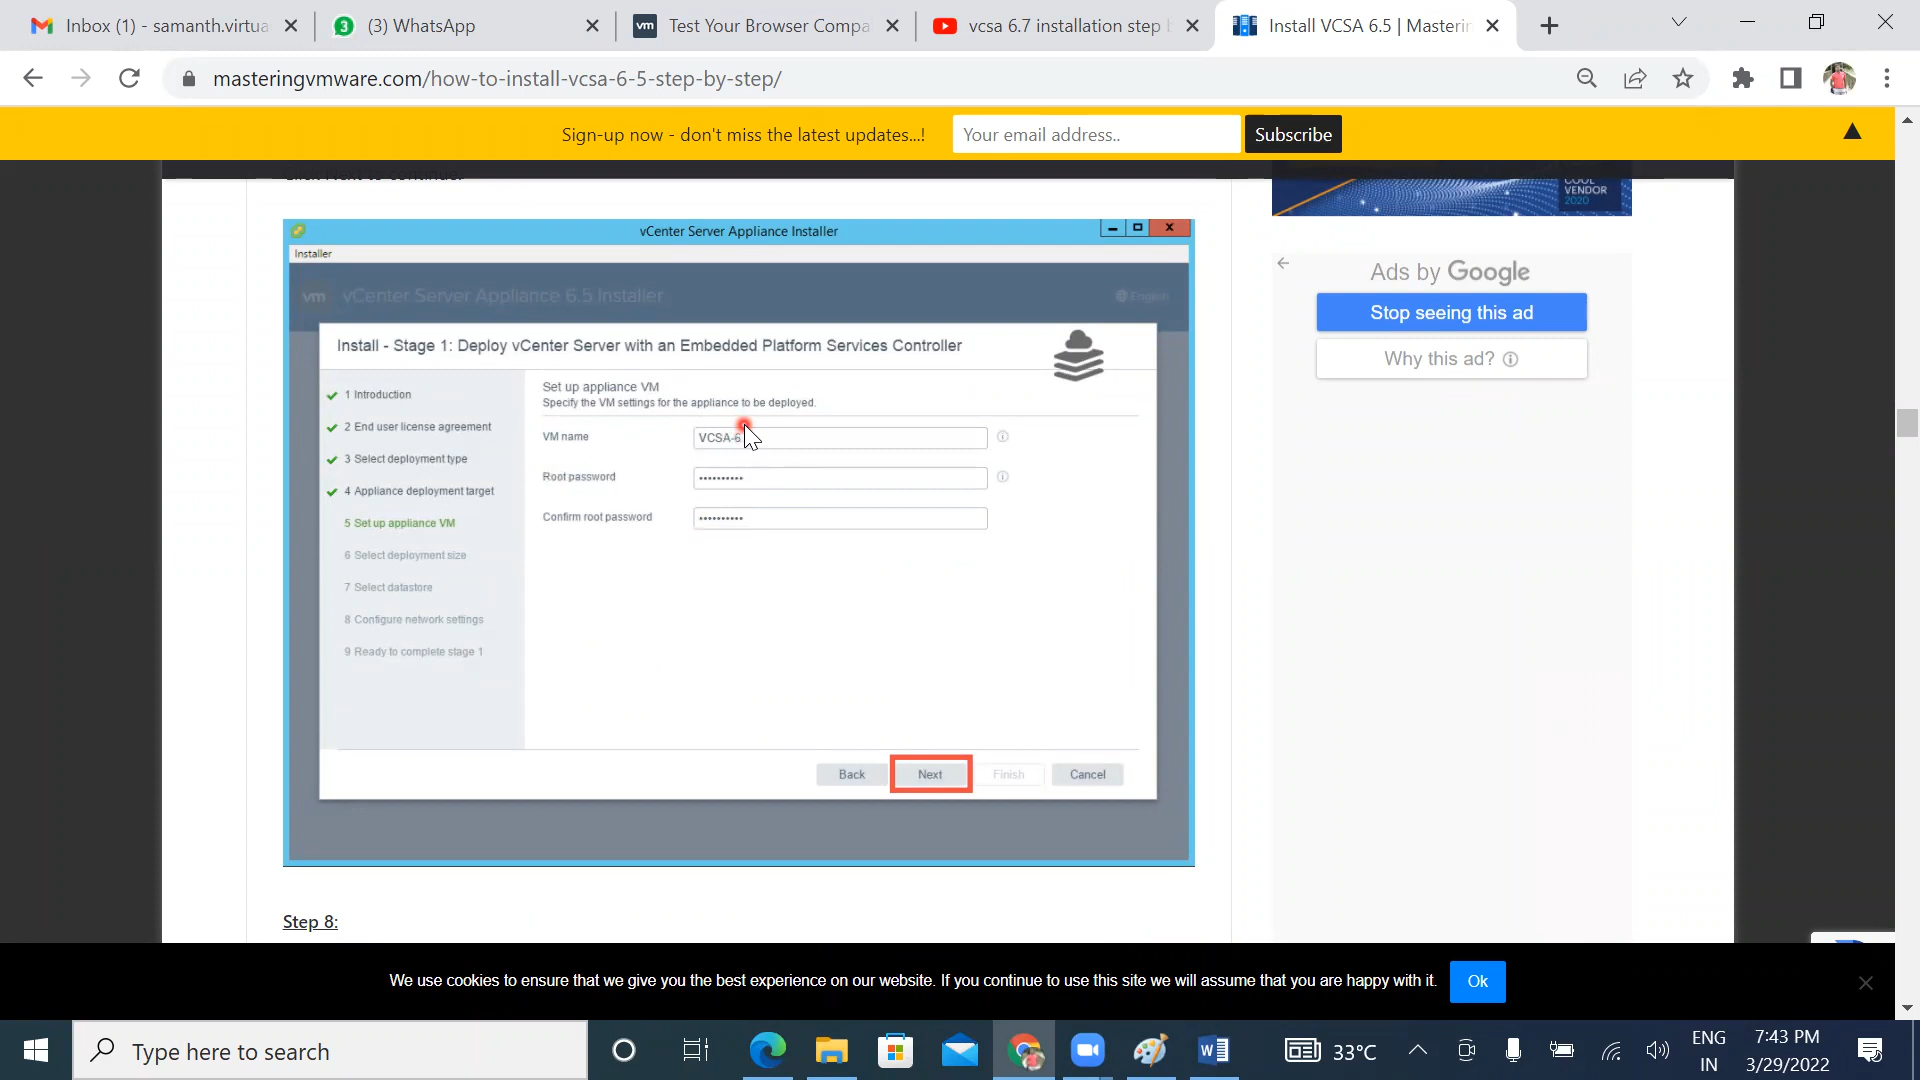 Inbox (1) - samanth.virtua
(3) WhatsApp
vm Test Your Browser Compa
vcsa 6.7 installation step
Install VCSA 6.5 | Masterin
masteringvmware.com/how-to-install-vcsa-6-5-step-by-step/
Sign-up now - don't miss the latest updates...!
Your email address..
Subscribe
Click Next to continue.
COOL
VENDOR
2020
vCenter Server Appliance Installer
Installer
vm vCenter Server Appliance 6.5 Installer
English
Install - Stage 1: Deploy vCenter Server with an Embedded Platform Services Controller
1 Introduction
2 End user license agreement
3 Select deployment type
4 Appliance deployment target
5 Set up appliance VM
6 Select deployment size
7 Select datastore
8 Configure network settings
9 Ready to complete stage 1
Set up appliance VM
Specify the VM settings for the appliance to be deployed.
VM name
VCSA-6
Root password
Confirm root password
Back
Next
Finish
Cancel
Ads by Google
Stop seeing this ad
Why this ad?
Step 8:
We use cookies to ensure that we give you the best experience on our website. If you continue to use this site we will assume that you are happy with it.
Ok
Type here to search
33°C
ENG
IN
7:43 PM
3/29/2022